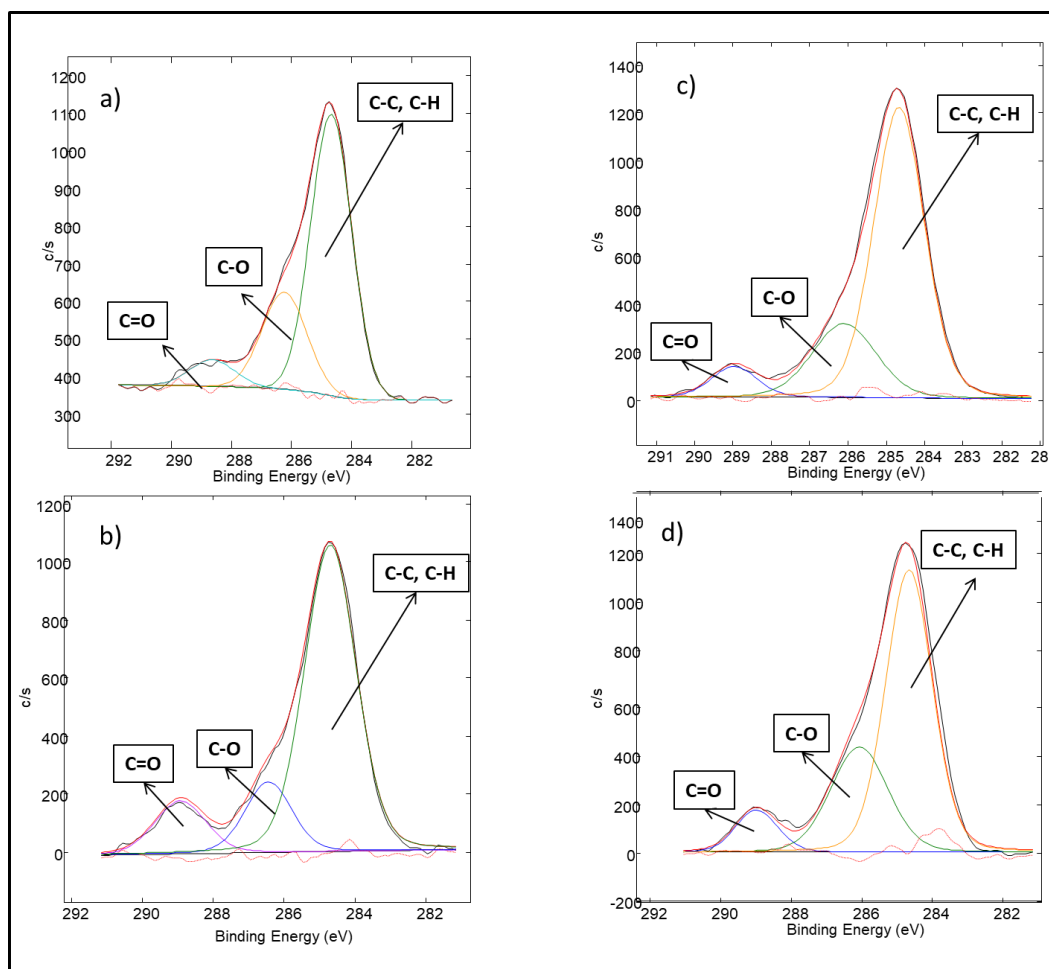 a)
1200
1100
1000
900
800
700
600
500
400
300
c/s
C-C, C-H
C-O
C=O
292 290 288 286 284 282
Binding Energy (eV)
c)
1400
1200
1000
800
600
400
200
0
c/s
C-C, C-H
C-O
C=O
291 290 289 288 287 286 285 284 283 282 28
Binding Energy (eV)
b)
1200
1000
800
600
400
200
0
c/s
C-C, C-H
C-O
C=O
292 290 288 286 284 282
Binding Energy (eV)
d)
1400
1200
1000
800
600
400
200
0
-200
c/s
C-C, C-H
C-O
C=O
292 290 288 286 284 282
Binding Energy (eV)